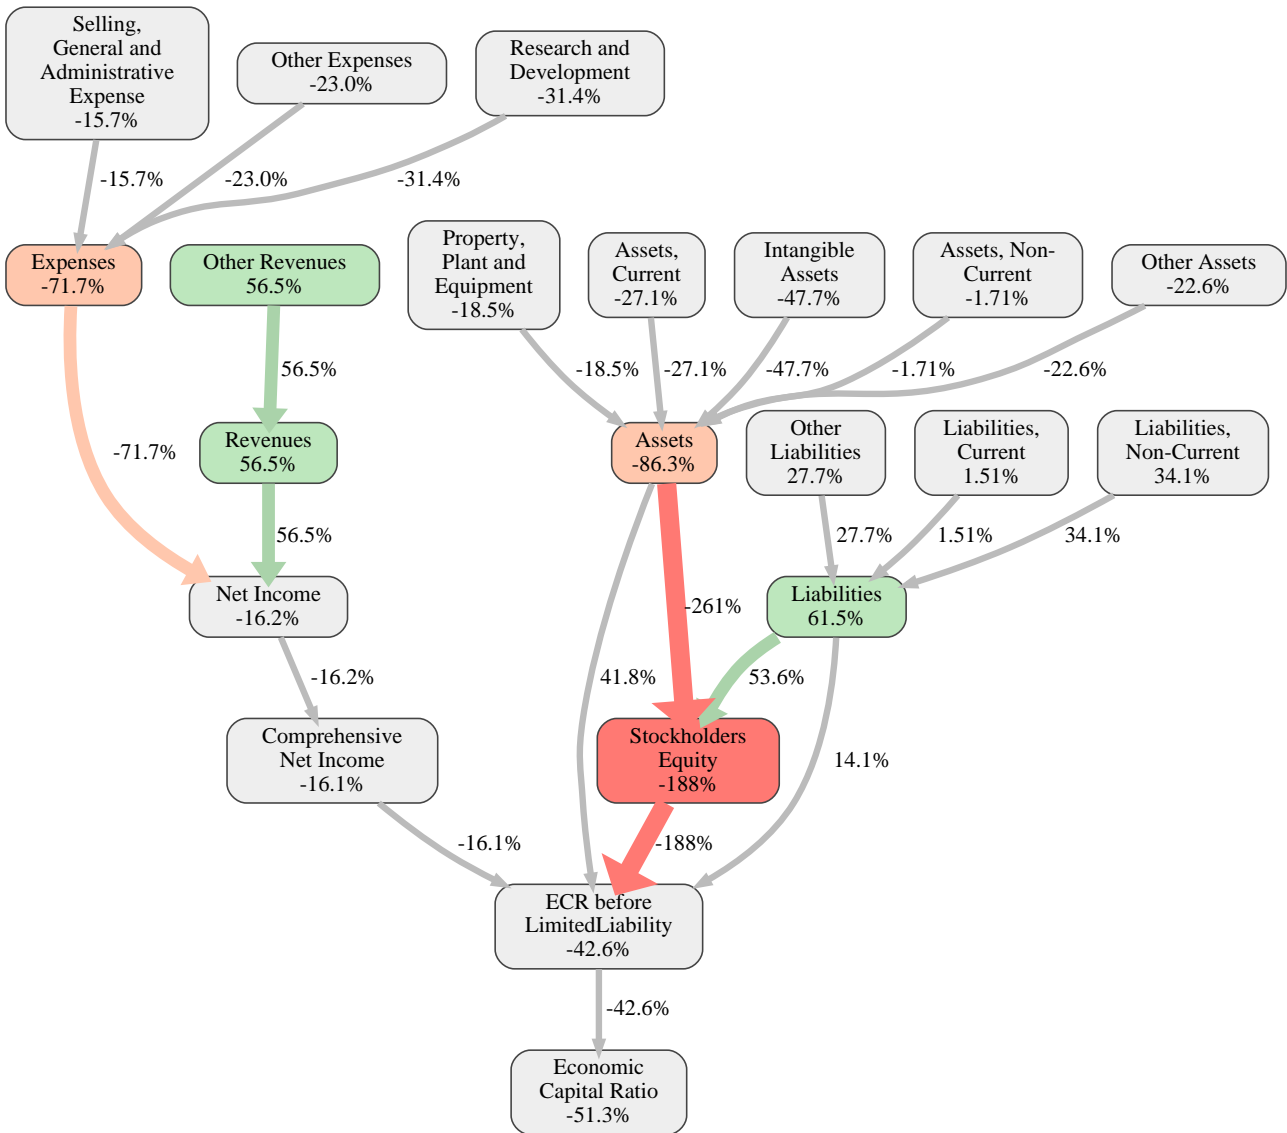 Selling,
General and
Administrative
Expense
-15.7%
Other Expenses
-23.0%
Research and
Development
-31.4%
-15.7%
-23.0%
-31.4%
Expenses
-71.7%
Other Revenues
56.5%
Property,
Plant and
Equipment
-18.5%
Assets,
Current
-27.1%
Intangible
Assets
-47.7%
Assets, Non-
Current
-1.71%
Other Assets
-22.6%
56.5%
-18.5%
-27.1%
-47.7%
-1.71%
-22.6%
Revenues
56.5%
Assets
-86.3%
Other
Liabilities
27.7%
Liabilities,
Current
1.51%
Liabilities,
Non-Current
34.1%
-71.7%
56.5%
27.7%
1.51%
34.1%
Net Income
-16.2%
-261%
Liabilities
61.5%
-16.2%
41.8%
53.6%
Comprehensive
Net Income
-16.1%
Stockholders
Equity
-188%
14.1%
-16.1%
-188%
ECR before
LimitedLiability
-42.6%
-42.6%
Economic
Capital Ratio
-51.3%